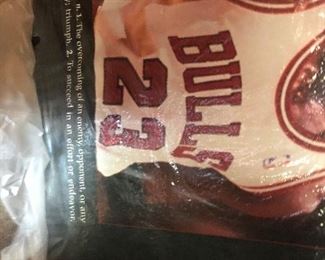 n. 1. The overcoming of an enemy, opponent, or any
triumph. 2. To succeed in an effort or endeavor.
BULLS
23